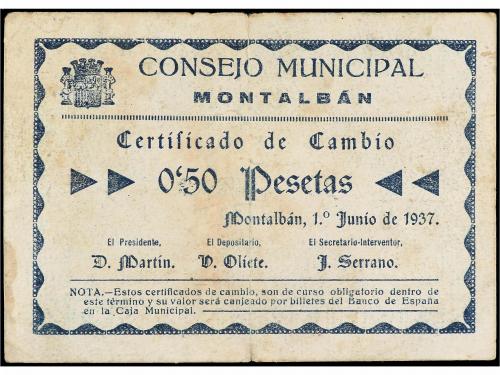 CONSEJO MUNICIPAL
MONTALBÁN
Certificado de Cambio
0'50 Pesetas
Montalbán, 1.º Junio de 1937.
El Presidente, El Depositario, El Secretario-Interventor,
D. Martín. V. Oliete. J. Serrano.
NOTA.—Estos certificados de cambio, son de curso obligatorio dentro de
este término y su valor será canjeado por billetes del Banco de España
en la Caja Municipal.